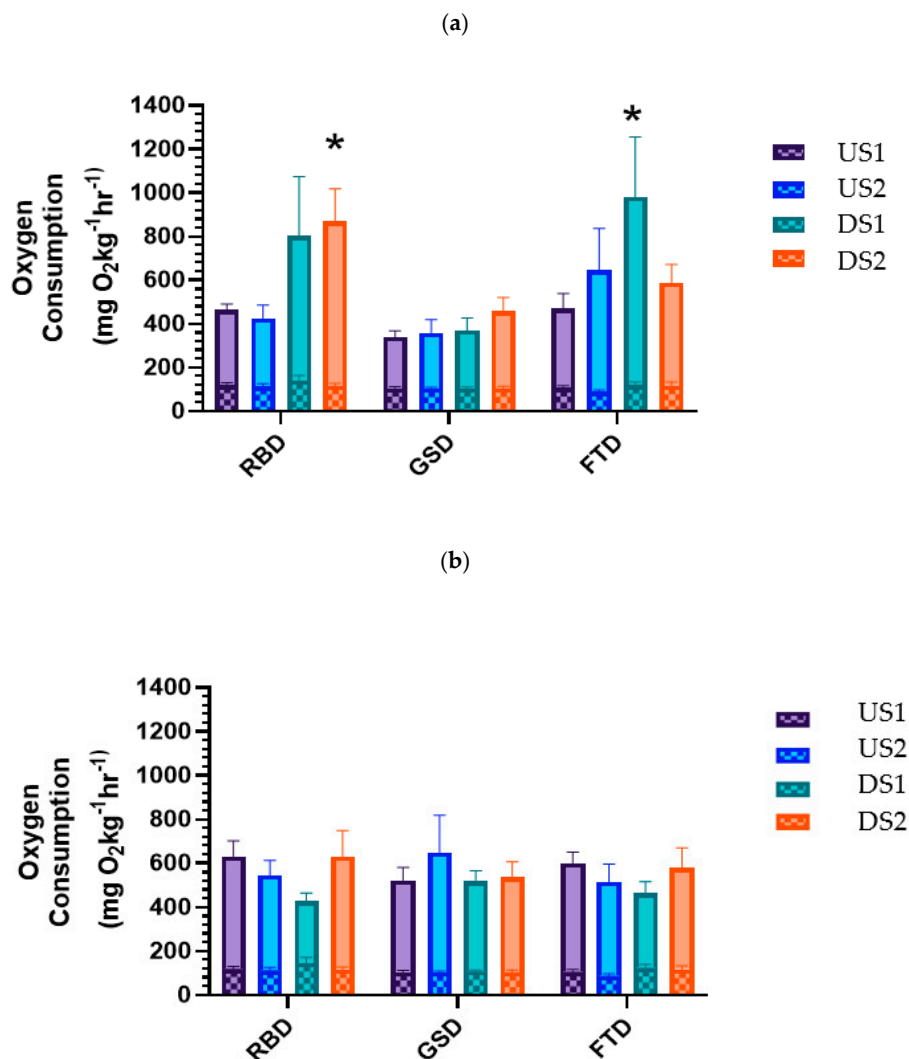 (a)
Oxygen
Consumption
(mg O₂kg⁻¹hr⁻¹)
1400
1200
1000
800
600
400
200
0
*
*
RBD
GSD
FTD
US1
US2
DS1
DS2
(b)
Oxygen
Consumption
(mg O₂kg⁻¹hr⁻¹)
1400
1200
1000
800
600
400
200
0
RBD
GSD
FTD
US1
US2
DS1
DS2